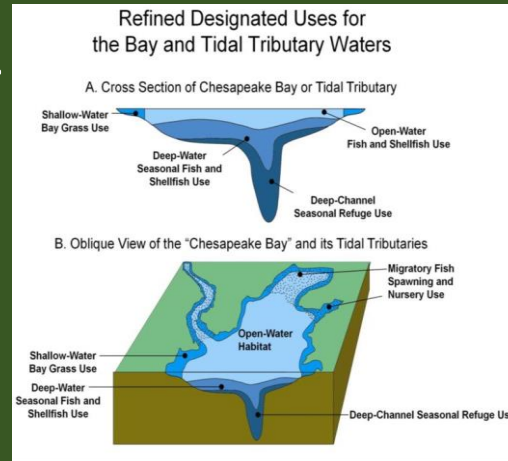 Refined Designated Uses for
the Bay and Tidal Tributary Waters
A. Cross Section of Chesapeake Bay or Tidal Tributary
Shallow-Water
Bay Grass Use
Open-Water
Fish and Shellfish Use
Deep-Water
Seasonal Fish and
Shellfish Use
Deep-Channel
Seasonal Refuge Use
B. Oblique View of the “Chesapeake Bay” and its Tidal Tributaries
Migratory Fish
Spawning and
Nursery Use
Open-Water
Habitat
Shallow-Water
Bay Grass Use
Deep-Water
Seasonal Fish and
Shellfish Use
Deep-Channel Seasonal Refuge Us